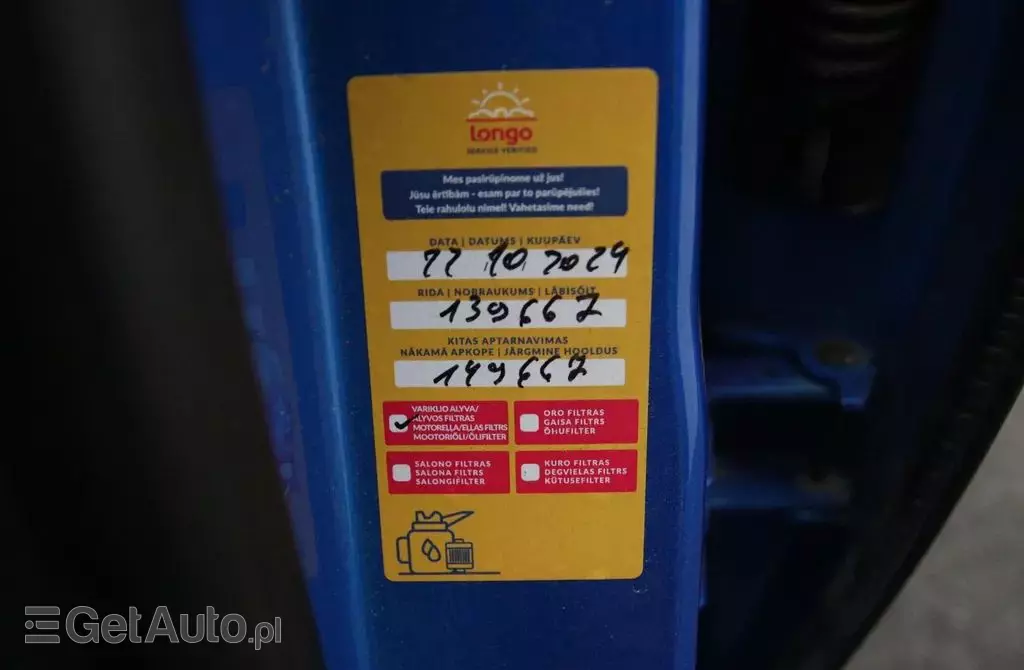 Longo
SERVICE VERIFIED
Mes pasirūpinome už jus!
Jūsu ērtībām - esam par to parūpējušies!
Teie rahulolu nimel! Vahetasime need!
DATA | DATUMS | KUUPÄEV
22 10 2024
RIDA | NOBRAUKUMS | LÄBISÕIT
139667
KITAS APTARNAVIMAS
NĀKAMĀ APKOPE | JÄRGMINE HOOLDUS
149667
VARIKLIO ALYVA/
ALYVOS FILTRAS
MOTOREĻĻA/EĻĻAS FILTRS
MOOTORIÕLI/ÕLIFILTER
ORO FILTRAS
GAISA FILTRS
ÕHUFILTER
SALONO FILTRAS
SALONA FILTRS
SALONGIFILTER
KURO FILTRAS
DEGVIELAS FILTRS
KÜTUSEFILTER
GetAuto.pl